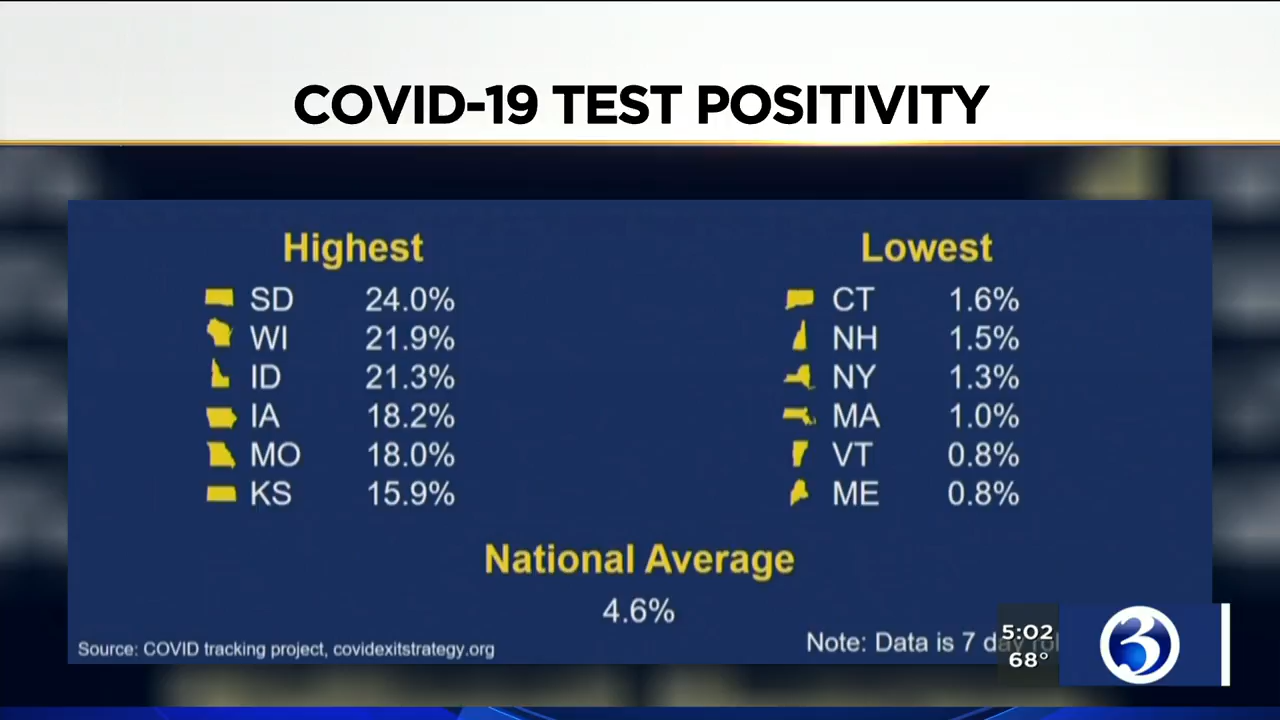 COVID-19 TEST POSITIVITY
Highest
SD 24.0%
WI 21.9%
ID 21.3%
IA 18.2%
MO 18.0%
KS 15.9%
Lowest
CT 1.6%
NH 1.5%
NY 1.3%
MA 1.0%
VT 0.8%
ME 0.8%
National Average
4.6%
Source: COVID tracking project, covidexitstrategy.org
Note: Data is 7 day
5:02
68°
3